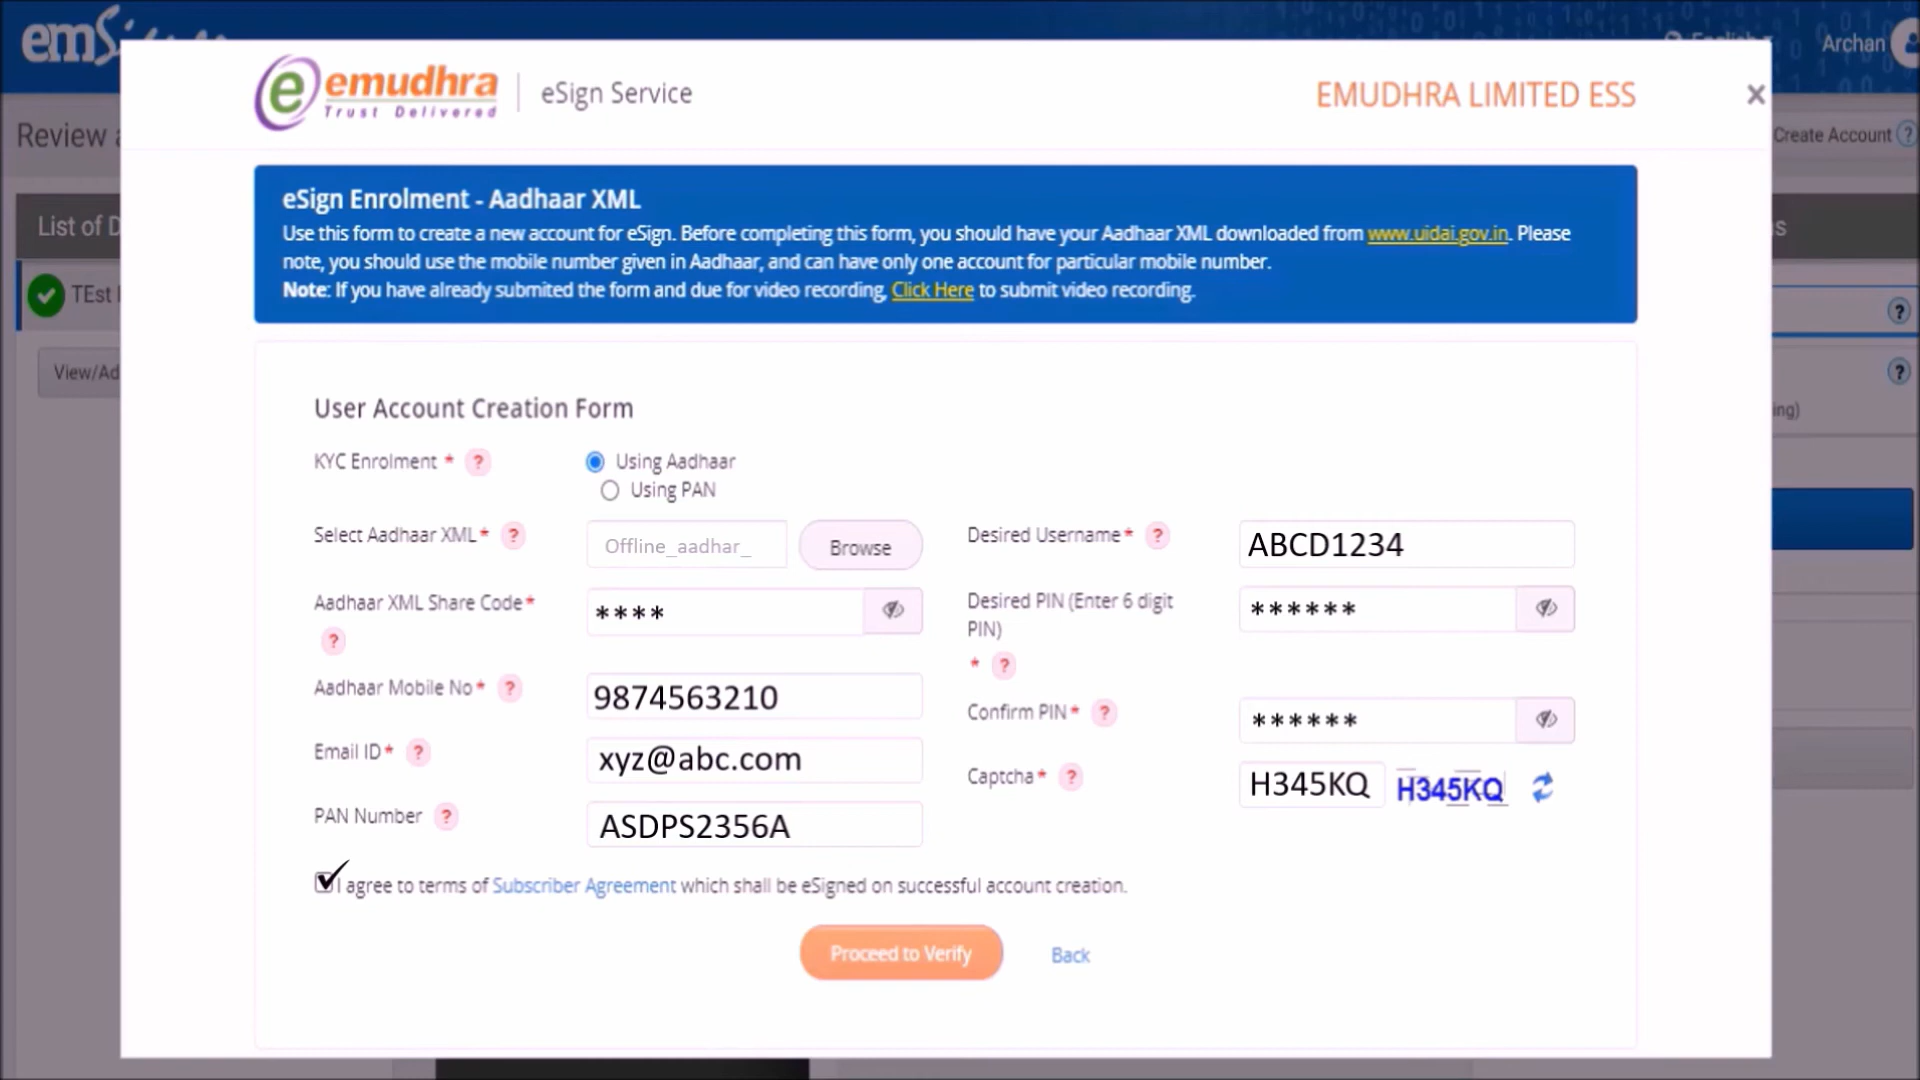 emS
English
Archan
emudhra
Trust Delivered
eSign Service
EMUDHRA LIMITED ESS
Review
Create Account ?
eSign Enrolment - Aadhaar XML
Use this form to create a new account for eSign. Before completing this form, you should have your Aadhaar XML downloaded from www.uidai.gov.in. Please
note, you should use the mobile number given in Aadhaar, and can have only one account for particular mobile number.
Note: If you have already submited the form and due for video recording, Click Here to submit video recording.
List of D
TEst
View/Ad
?
?
ing)
User Account Creation Form
KYC Enrolment * ?
Using Aadhaar
Using PAN
Select Aadhaar XML* ?
Offline_aadhar_
Browse
Aadhaar XML Share Code*
?
****
Aadhaar Mobile No* ?
9874563210
Email ID* ?
xyz@abc.com
PAN Number ?
ASDPS2356A
Desired Username* ?
ABCD1234
Desired PIN (Enter 6 digit
PIN)
* ?
******
Confirm PIN* ?
******
Captcha* ?
H345KQ
H345KQ
I agree to terms of Subscriber Agreement which shall be eSigned on successful account creation.
Proceed to Verify
Back